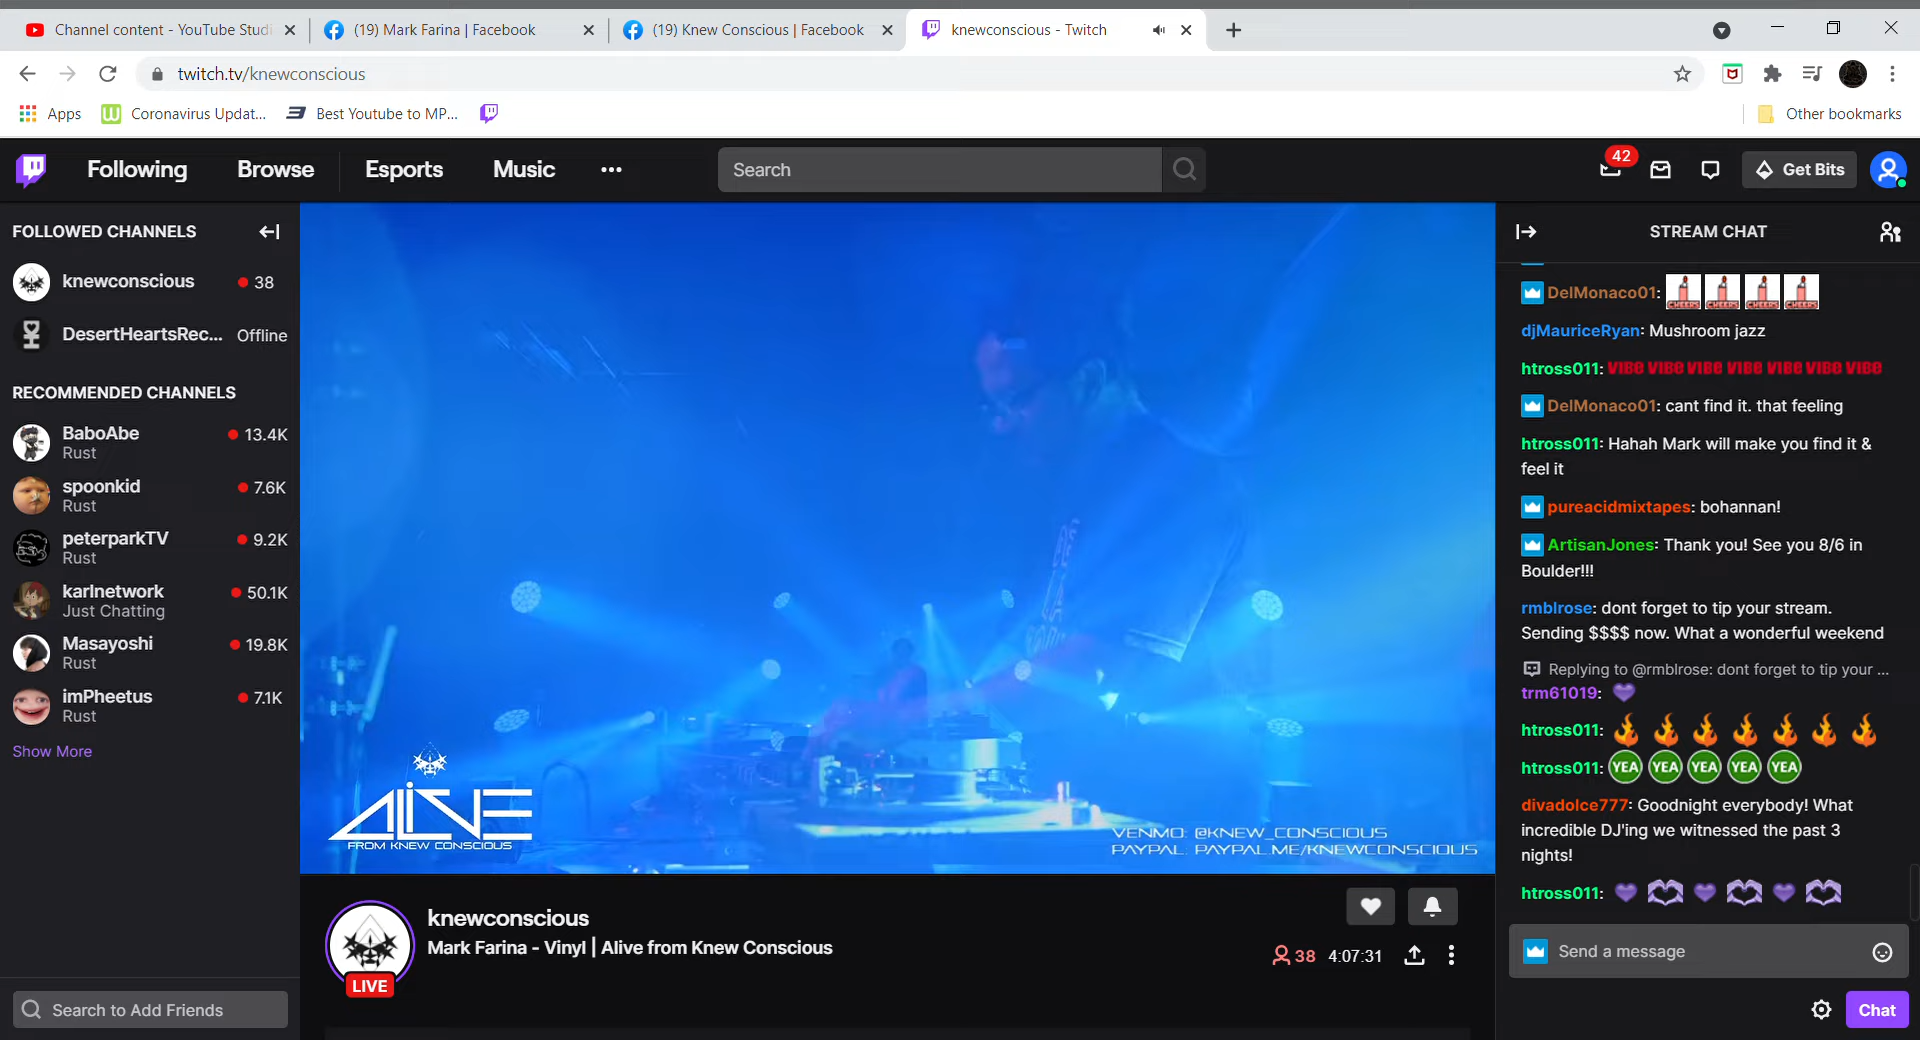 Channel content - YouTube Studi
(19) Mark Farina | Facebook
(19) Knew Conscious | Facebook
knewconscious - Twitch
twitch.tv/knewconscious
Apps
Coronavirus Updat...
Best Youtube to MP...
Other bookmarks
Following
Browse
Esports
Music
Search
42
Get Bits
FOLLOWED CHANNELS
knewconscious
38
DesertHeartsRec...
Offline
RECOMMENDED CHANNELS
BaboAbe
13.4K
Rust
spoonkid
7.6K
Rust
peterparkTV
9.2K
Rust
karlnetwork
50.1K
Just Chatting
Masayoshi
19.8K
Rust
imPheetus
7.1K
Rust
Show More
Search to Add Friends
ALIVE
FROM KNEW CONSCIOUS
VENMO: @KNEW_CONSCIOUS
PAYPAL: PAYPAL.ME/KNEWCONSCIOUS
LIVE
knewconscious
Mark Farina - Vinyl | Alive from Knew Conscious
38
4:07:31
STREAM CHAT
DelMonaco01: CHEERS CHEERS CHEERS CHEERS
djMauriceRyan: Mushroom jazz
htross011: VIBE VIBE VIBE VIBE VIBE VIBE VIBE
DelMonaco01: cant find it. that feeling
htross011: Hahah Mark will make you find it &
feel it
pureacidmixtapes: bohannan!
ArtisanJones: Thank you! See you 8/6 in
Boulder!!!
rmblrose: dont forget to tip your stream.
Sending $$$$ now. What a wonderful weekend
Replying to @rmblrose: dont forget to tip your ...
trm61019: 💜
htross011: 🔥 🔥 🔥 🔥 🔥 🔥 🔥
htross011: YEA YEA YEA YEA YEA
divadolce777: Goodnight everybody! What
incredible DJ'ing we witnessed the past 3
nights!
htross011:
Send a message
Chat